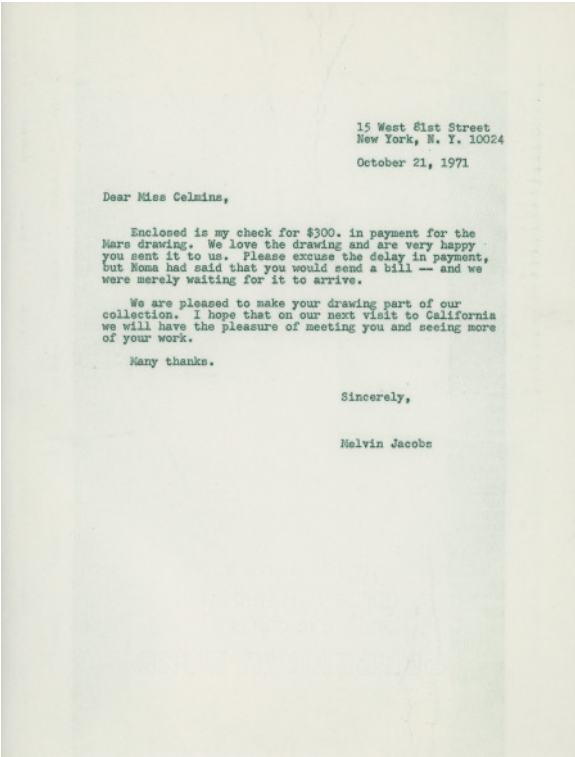 15 West 81st Street
New York, N. Y. 10024
October 21, 1971
Dear Miss Celmins,
Enclosed is my check for $300. in payment for the
Mars drawing. We love the drawing and are very happy
you sent it to us. Please excuse the delay in payment,
but Noma had said that you would send a bill -- and we
were merely waiting for it to arrive.
We are pleased to make your drawing part of our
collection. I hope that on our next visit to California
we will have the pleasure of meeting you and seeing more
of your work.
Many thanks.
Sincerely,
Melvin Jacobs